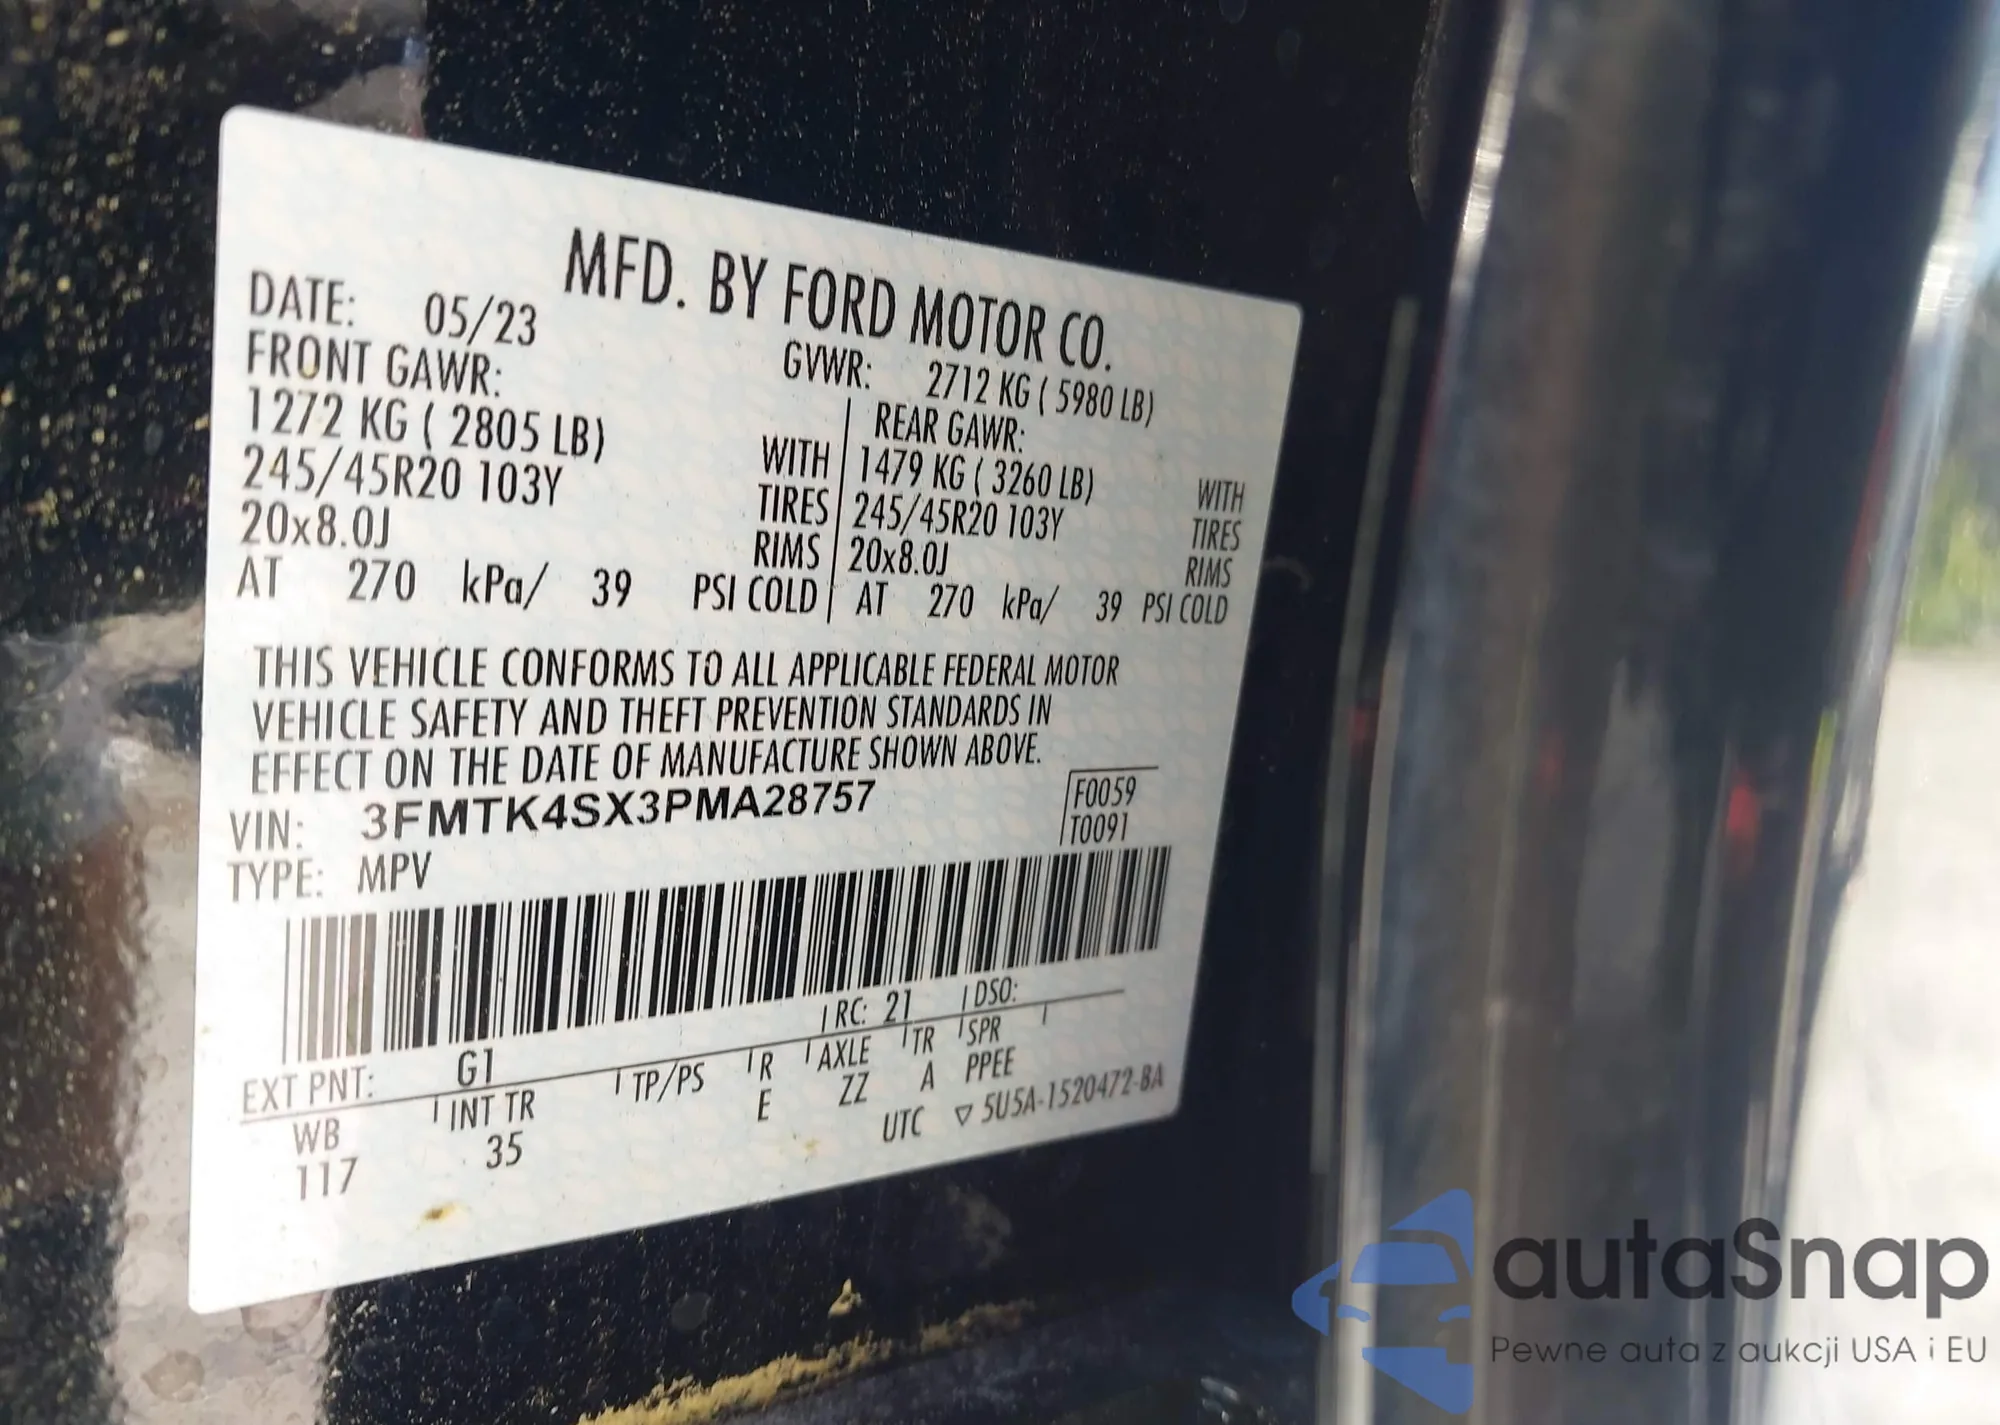 MFD. BY FORD MOTOR CO.
DATE: 05/23
GVWR: 2712 KG ( 5980 LB)
FRONT GAWR:
1272 KG ( 2805 LB) WITH
245/45R20 103Y TIRES
20x8.0J RIMS
AT 270 kPa/ 39 PSI COLD
REAR GAWR:
1479 KG ( 3260 LB) WITH
245/45R20 103Y TIRES
20x8.0J RIMS
AT 270 kPa/ 39 PSI COLD
THIS VEHICLE CONFORMS TO ALL APPLICABLE FEDERAL MOTOR
VEHICLE SAFETY AND THEFT PREVENTION STANDARDS IN
EFFECT ON THE DATE OF MANUFACTURE SHOWN ABOVE.
VIN: 3FMTK4SX3PMA28757
TYPE: MPV
F0059
T0091
EXT PNT: G1 RC: 21 DSO:
WB INT TR TP/PS R AXLE TR SPR
117 35 E ZZ A PPEE
UTC ▽ 5U5A-1520472-BA
autaSnap
Pewne auta z aukcji USA i EU